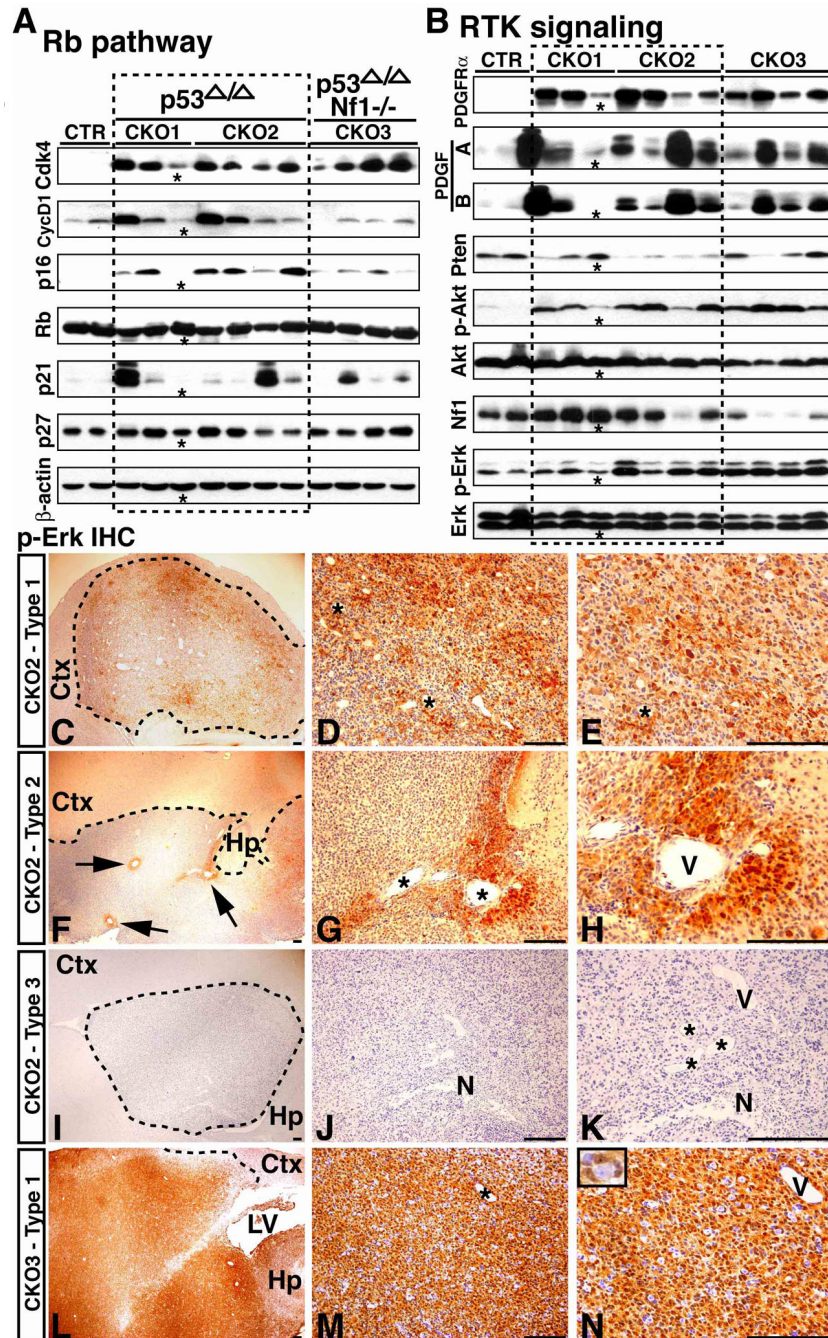 A Rb pathway
p53△/△
p53△/△
Nf1-/-
CTR CKO1 CKO2 CKO3
Cdk4
*
CycD1
*
p16
*
Rb
*
p21
*
p27
*
β-actin
*
B RTK signaling
CTR CKO1 CKO2 CKO3
PDGFRα
*
PDGF
A
*
B
*
Pten
*
p-Akt
*
Akt
*
Nf1
*
p-Erk
*
Erk
*
p-Erk IHC
CKO2 - Type 1
Ctx
C
* *
D
*
E
CKO2 - Type 2
Ctx
Hp
F
* *
G
V
H
CKO2 - Type 3
Ctx
Hp
I
N
J
V
* * *
N
K
CKO3 - Type 1
Ctx
LV
Hp
L
*
M
V
N